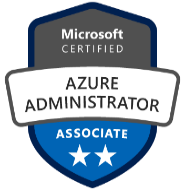 Microsoft
CERTIFIED
AZURE
ADMINISTRATOR
ASSOCIATE